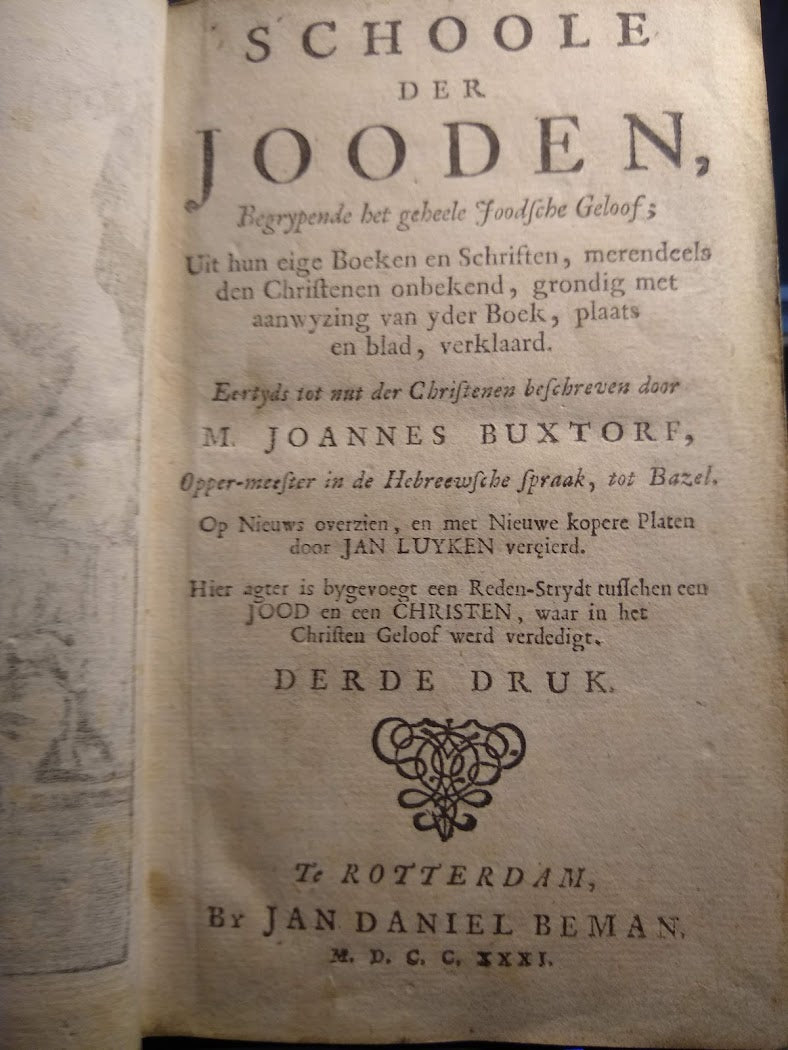 SCHOOLE
DER
JOODEN,
Begrypende het geheele Joodſche Geloof;
Uit hun eige Boeken en Schriften, merendeels
den Chriſtenen onbekend, grondig met
aanwyzing van yder Boek, plaats
en blad, verklaard.
Eertyds tot nut der Chriſtenen beſchreven door
M. JOANNES BUXTORF,
Opper-meeſter in de Hebreewſche ſpraak, tot Bazel.
Op Nieuws overzien, en met Nieuwe kopere Platen
door JAN LUYKEN verçierd.
Hier agter is bygevoegt een Reden-Strydt tuſſchen een
JOOD en een CHRISTEN, waar in het
Chriſten Geloof werd verdedigt.
DERDE DRUK.
Te ROTTERDAM,
By JAN DANIEL BEMAN.
M. D. C. C. XXXI.